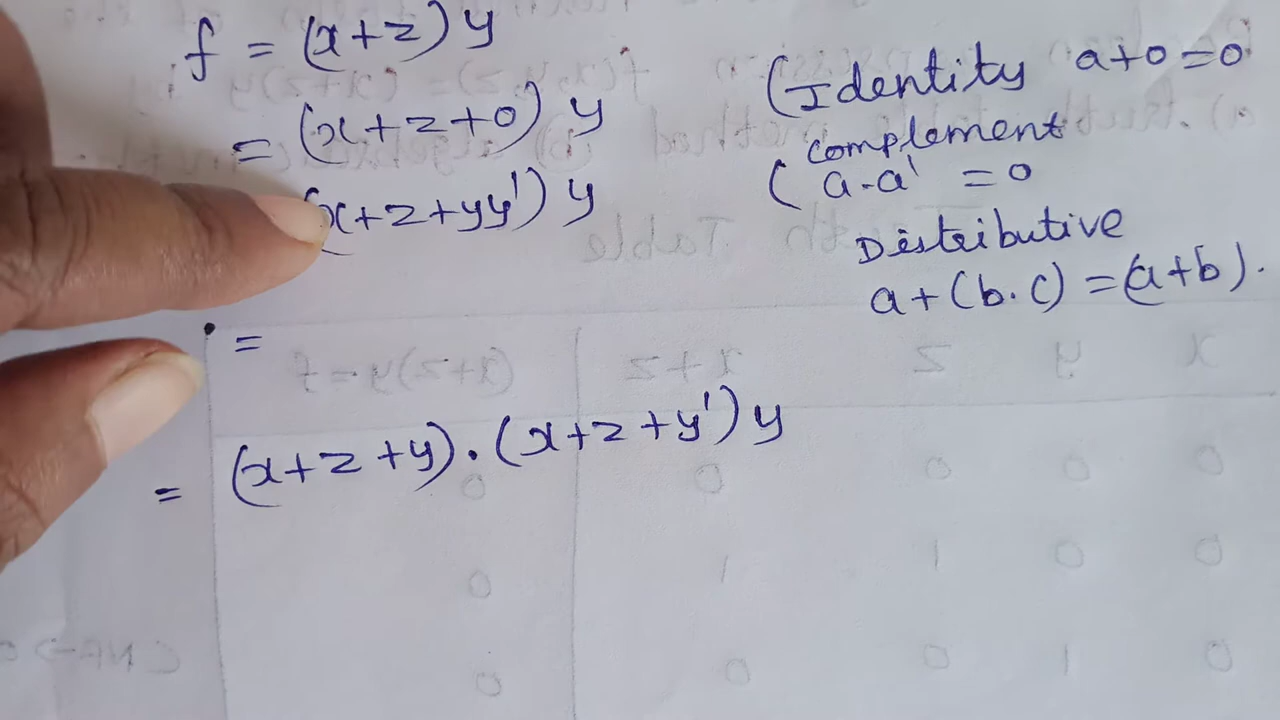 f = (x+z) y
= (x+z+0) y
(x+z+yy') y
(Identity a+0=0
complement
( a.a' = 0
Distributive
a+(b.c) = (a+b).
=
= (x+z+y).(x+z+y') y